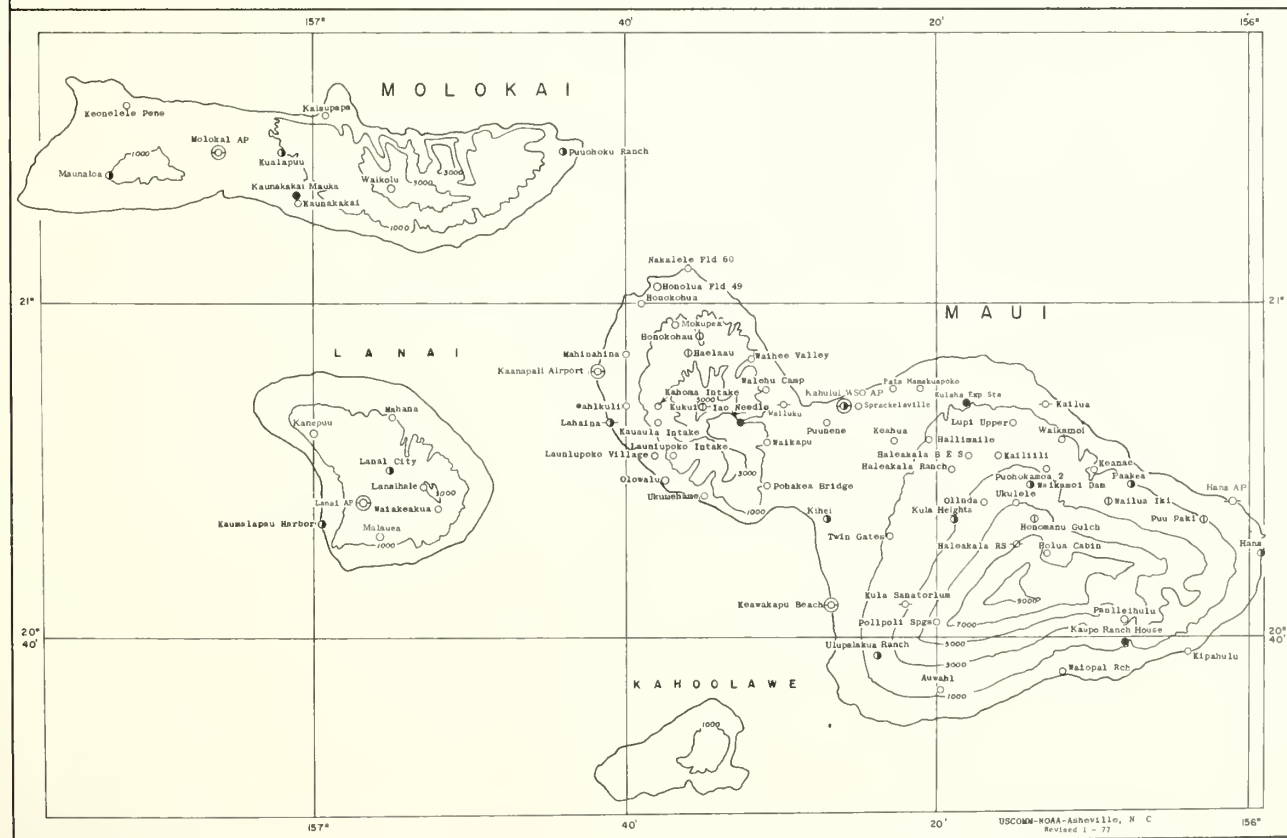 157° 40' 20' 156°
MOLOKAI
Keonelele Pene
Kalaupapa
Molokai AP
1000
Kualapuu
3000
Puuohoku Ranch
Maunaloa
Waikolu
Kaunakakai Mauka
Kaunakakai
1000
Nakalele Fld 60
Honolua Fld 49
21°
Honokohua
21°
MAUI
Mokupea
Honokohau
LANAI
Mahinahina
Haelaau
Waihee Valley
Kaanapali Airport
Waiehu Camp
Paia Mamakuapoko
Kahoma Intake
3000
Kahului WSO AP
Kulaha Exp Sta
Mahana
Kukui
Iao Needle
Wailuku
Sprackelsville
Kailua
Kanepuu
Lahaina
Kauaula Intake
Puunene
Keahua
Lupi Upper
Waikamoi
Launiupoko Intake
Waikapu
Haliimaile
Lanai City
Launiupoko Village
3000
Haleakala B E S
Kailiili
Keanae
Lanaihale
Haleakala Ranch
Puohokamoa 2
Paakea
3000
Olowalu
Pohakea Bridge
Waikamoi Dam
Hana AP
Lanai AP
Waiakeakua
Ukumehame
Olinda
Ukulele
Wailua Iki
1000
Kihei
Kula Heights
Puu Paki
Kaumalapau Harbor
Malauea
Honomanu Gulch
1000
Twin Gates
Haleakala RS
Holua Cabin
Hana
Keawakapu Beach
Kula Sanatorium
9000
Paulleihulu
Polipoli Spgs
7000
Kaupo Ranch House
20° 40'
5000
20° 40'
Ulupalakua Ranch
3000
Kipahulu
Auwahi
Waiopai Rch
KAHOOLAWE
1000
1000
157° 40' 20' 156°
USCOMM-NOAA-Asheville, N C
Revised 1 - 77